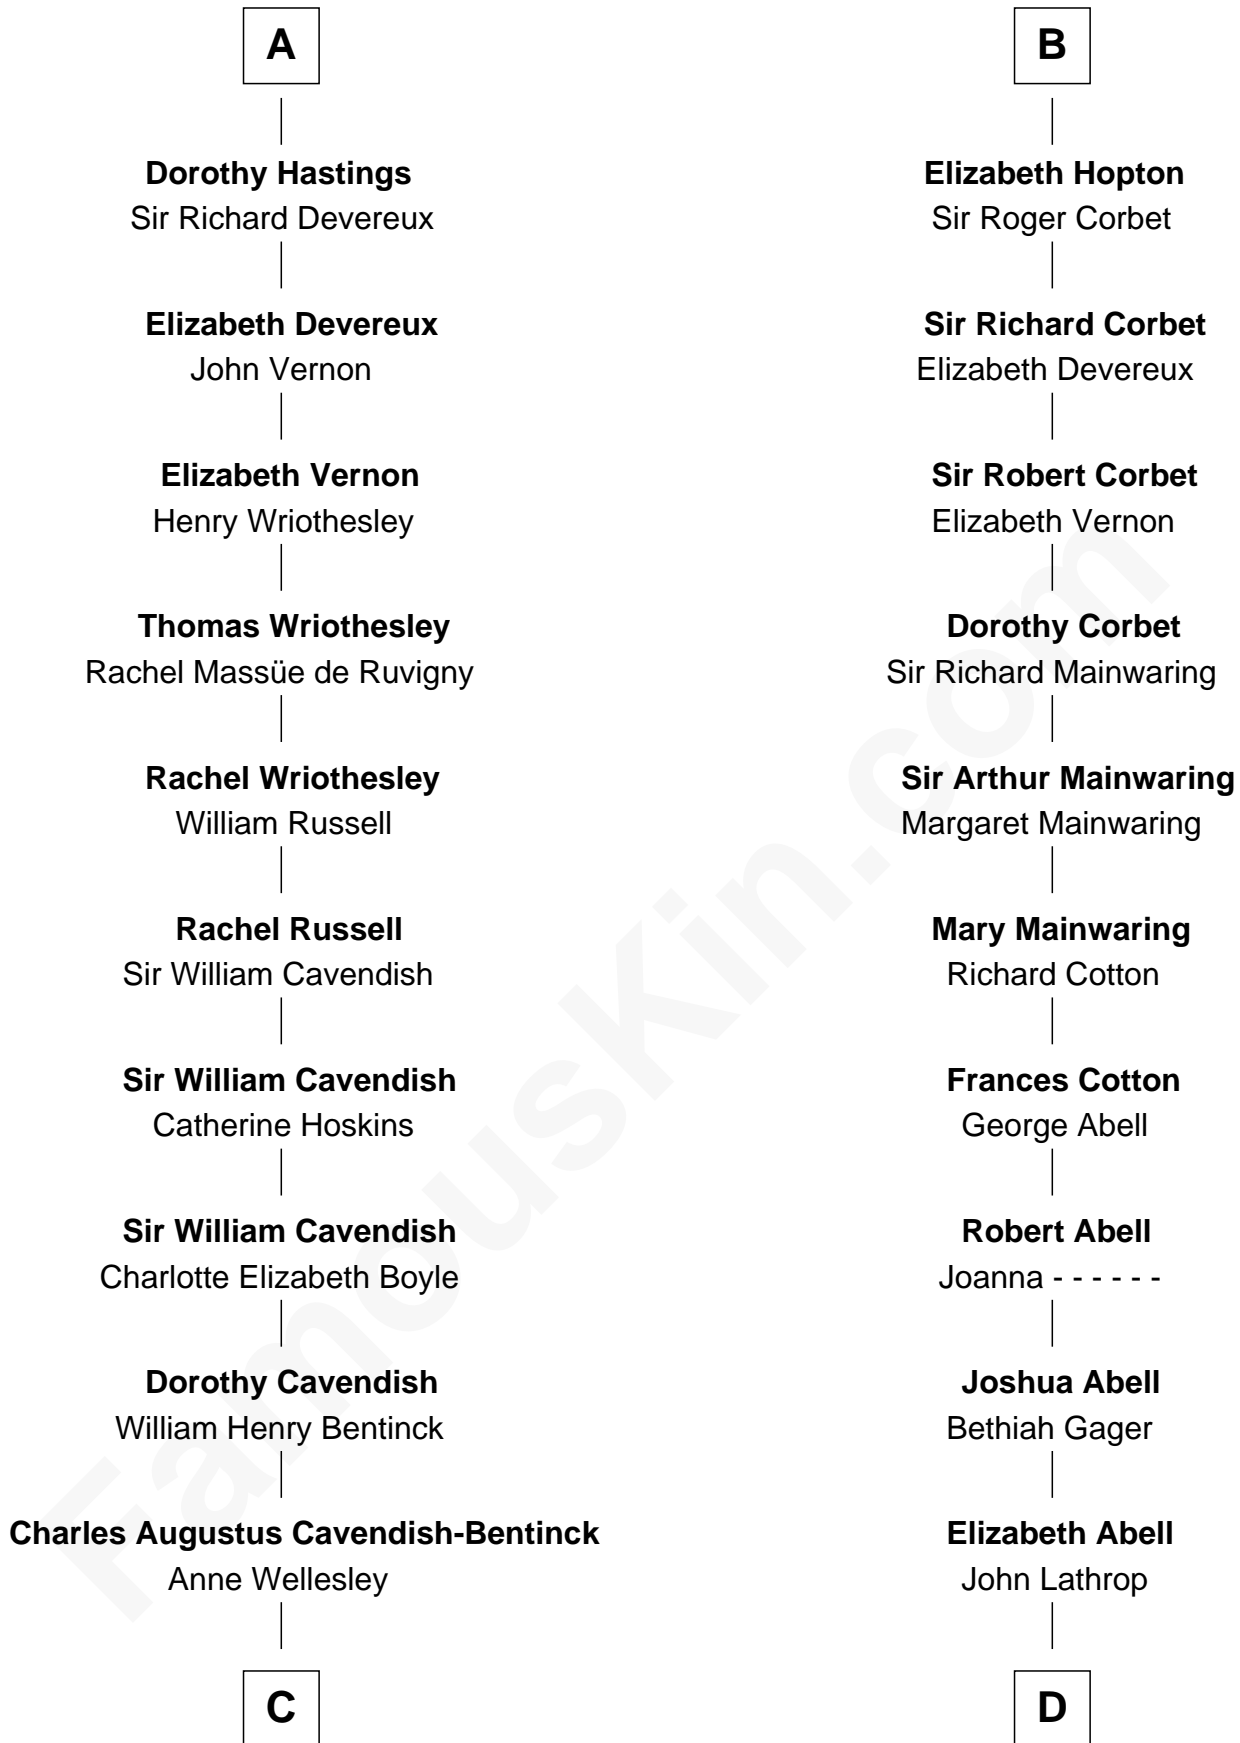 A
Dorothy Hastings
Sir Richard Devereux
Elizabeth Devereux
John Vernon
Elizabeth Vernon
Henry Wriothesley
Thomas Wriothesley
Rachel Massüe de Ruvigny
Rachel Wriothesley
William Russell
Rachel Russell
Sir William Cavendish
Sir William Cavendish
Catherine Hoskins
Sir William Cavendish
Charlotte Elizabeth Boyle
Dorothy Cavendish
William Henry Bentinck
Charles Augustus Cavendish-Bentinck
Anne Wellesley
C
B
Elizabeth Hopton
Sir Roger Corbet
Sir Richard Corbet
Elizabeth Devereux
Sir Robert Corbet
Elizabeth Vernon
Dorothy Corbet
Sir Richard Mainwaring
Sir Arthur Mainwaring
Margaret Mainwaring
Mary Mainwaring
Richard Cotton
Frances Cotton
George Abell
Robert Abell
Joanna - - - - - -
Joshua Abell
Bethiah Gager
Elizabeth Abell
John Lathrop
D
FamousKin.com